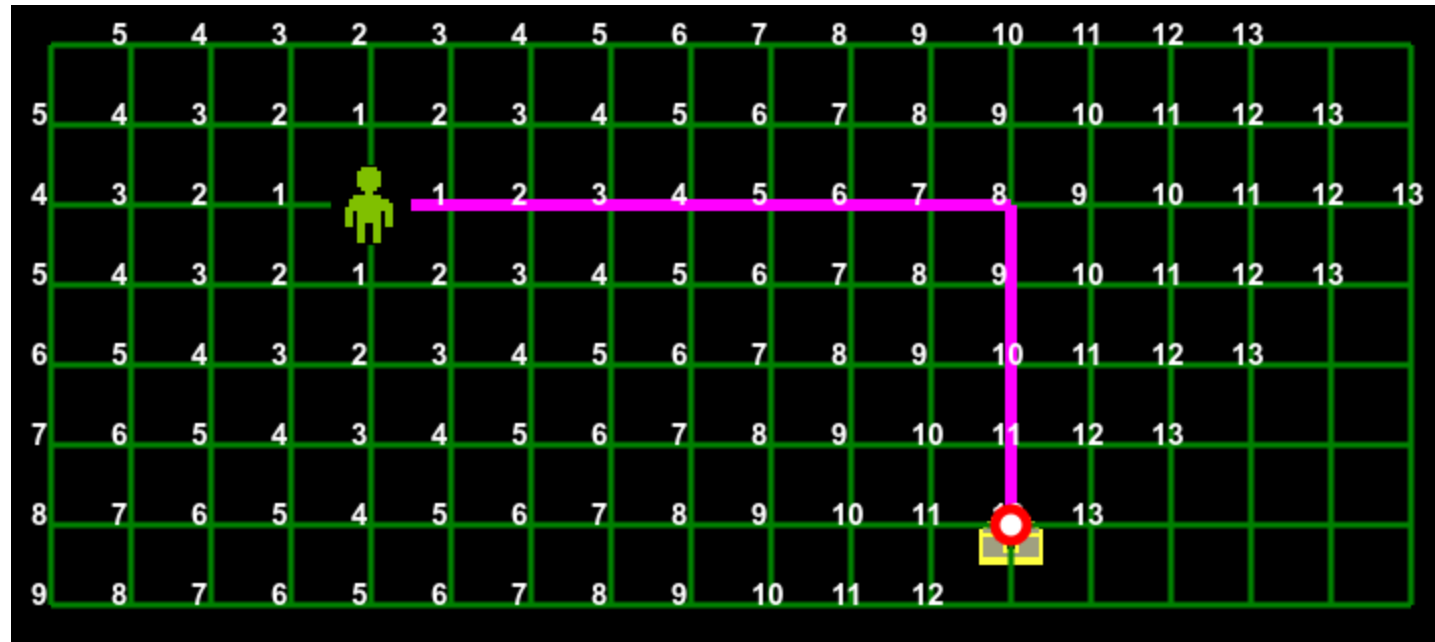 5 4 3 2 3 4 5 6 7 8 9 10 11 12 13
5 4 3 2 1 2 3 4 5 6 7 8 9 10 11 12 13
4 3 2 1 1 2 3 4 5 6 7 8 9 10 11 12 13
5 4 3 2 1 2 3 4 5 6 7 8 9 10 11 12 13
6 5 4 3 2 3 4 5 6 7 8 9 10 11 12 13
7 6 5 4 3 4 5 6 7 8 9 10 11 12 13
8 7 6 5 4 5 6 7 8 9 10 11 13
9 8 7 6 5 6 7 8 9 10 11 12